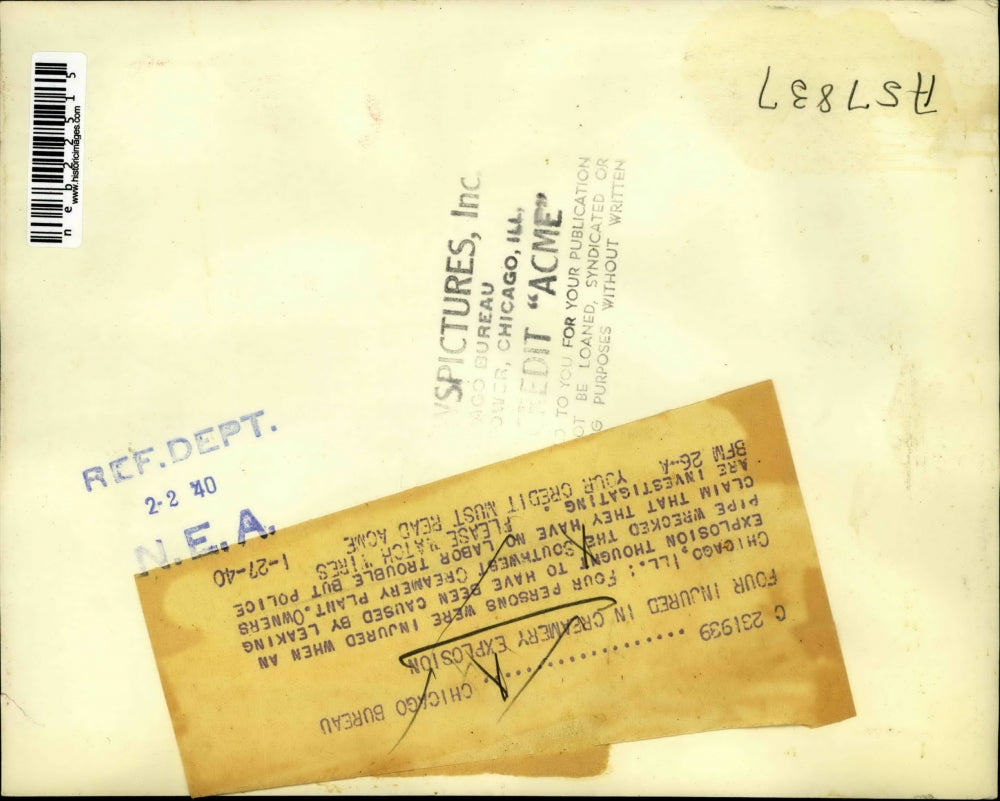 n e b 2 2 5 1 5
www.historicimages.com
A57837
SPICTURES, Inc.
AGO BUREAU
OWER, CHICAGO, ILL.
REDIT "ACME"
TO YOU FOR YOUR PUBLICATION
OT BE LOANED, SYNDICATED OR
G PURPOSES WITHOUT WRITTEN
REF. DEPT.
2-2 40
N.E.A.
C 231939 ............... CHICAGO BUREAU
FOUR INJURED IN CREAMERY EXPLOSION
CHICAGO, ILL.: FOUR PERSONS WERE INJURED WHEN AN
EXPLOSION THOUGHT TO HAVE BEEN CAUSED BY LEAKING
PIPE WRECKED THE SOUTHWEST CREAMERY PLANT. OWNERS
CLAIM THAT THEY HAVE NO LABOR TROUBLE BUT POLICE
ARE INVESTIGATING. PLEASE WATCH TIRES
BFM 26-A YOUR CREDIT MUST READ ACME 1-27-40